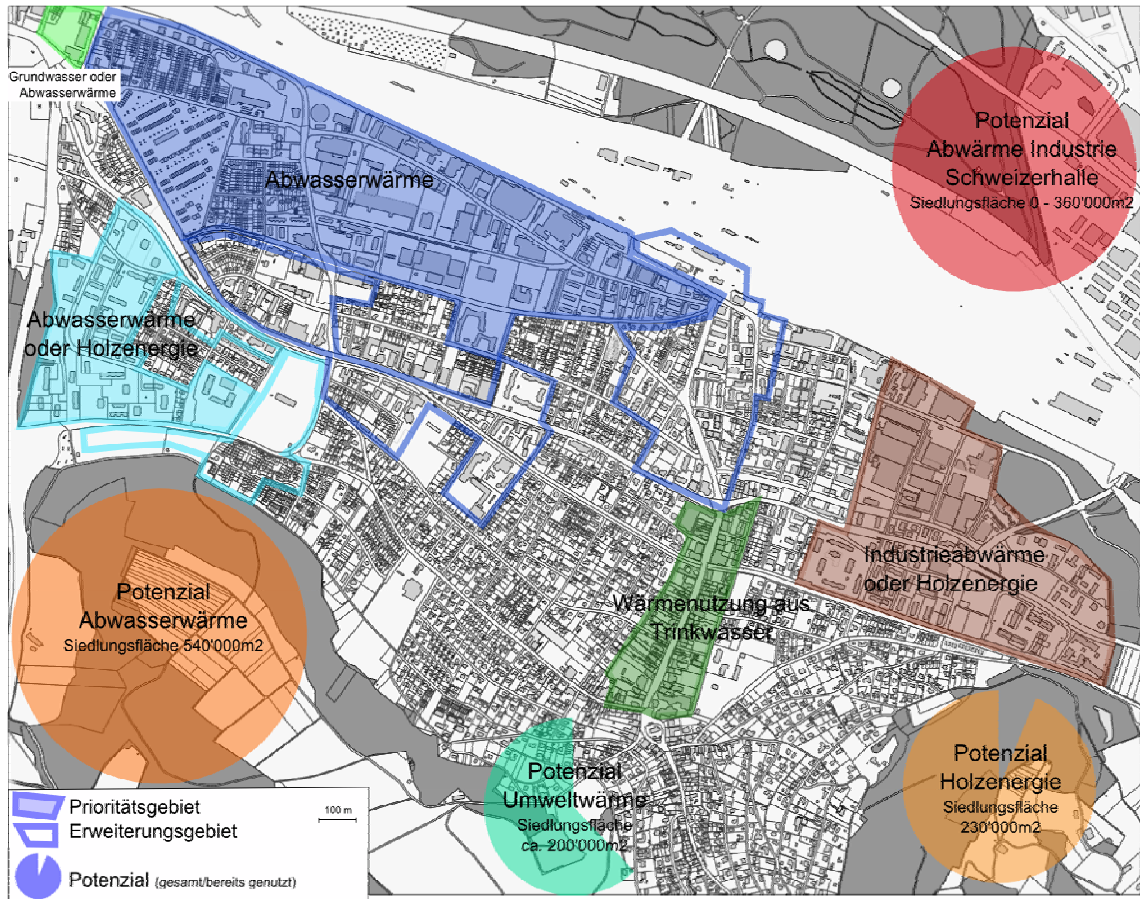 Grundwasser oder
Abwasserwärme
Abwasserwärme
Potenzial
Abwärme Industrie
Schweizerhalle
Siedlungsfläche 0 - 360'000m2
Abwasserwärme
oder Holzenergie
Industrieabwärme
oder Holzenergie
Wärmenutzung aus
Trinkwasser
Potenzial
Abwasserwärme
Siedlungsfläche 540'000m2
Potenzial
Umweltwärme
Siedlungsfläche
ca. 200'000m2
Potenzial
Holzenergie
Siedlungsfläche
230'000m2
Prioritätsgebiet
Erweiterungsgebiet
Potenzial (gesamt/bereits genutzt)
100 m